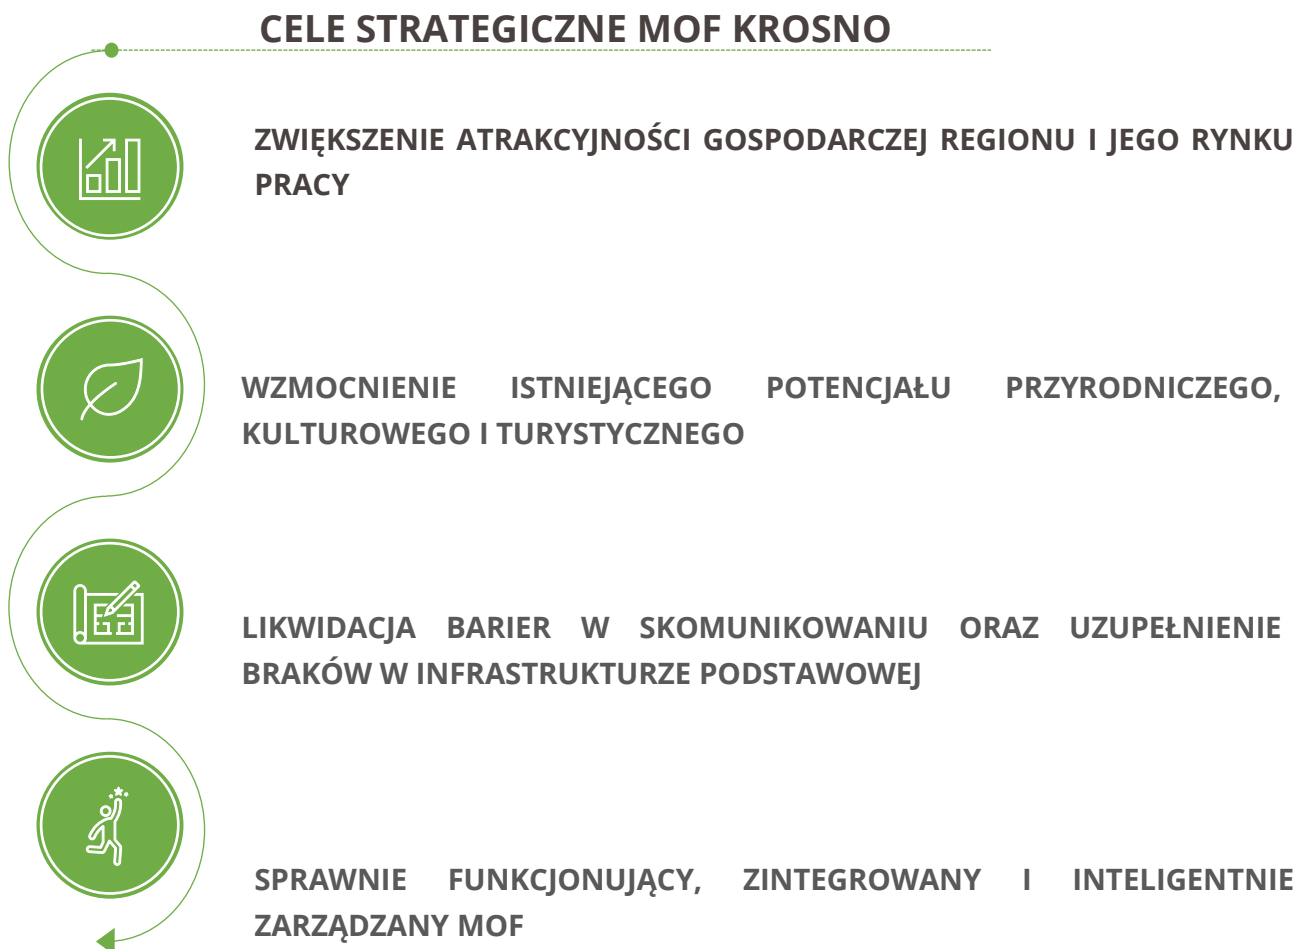 CELE STRATEGICZNE MOF KROSNO
ZWIĘKSZENIE ATRAKCYJNOŚCI GOSPODARCZEJ REGIONU I JEGO RYNKU
PRACY
WZMOCNIENIE ISTNIEJĄCEGO POTENCJAŁU PRZYRODNICZEGO,
KULTUROWEGO I TURYSTYCZNEGO
LIKWIDACJA BARIER W SKOMUNIKOWANIU ORAZ UZUPEŁNIENIE
BRAKÓW W INFRASTRUKTURZE PODSTAWOWEJ
SPRAWNIE FUNKCJONUJĄCY, ZINTEGROWANY I INTELIGENTNIE
ZARZĄDZANY MOF